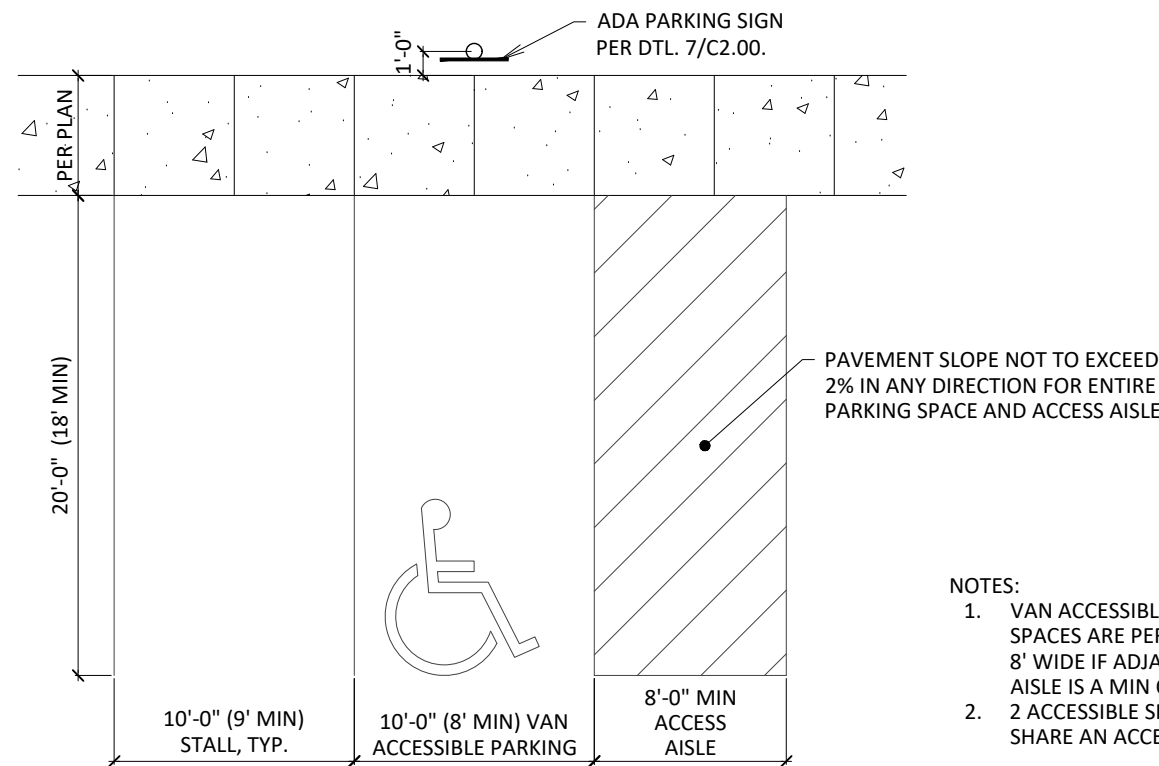 ADA PARKING SIGN
PER DTL. 7/C2.00.
1'-0"
PER PLAN
20'-0" (18' MIN)
PAVEMENT SLOPE NOT TO EXCEED
2% IN ANY DIRECTION FOR ENTIRE
PARKING SPACE AND ACCESS AISLE
10'-0" (9' MIN)
STALL, TYP.
10'-0" (8' MIN) VAN
ACCESSIBLE PARKING
8'-0" MIN
ACCESS
AISLE
NOTES:
1. VAN ACCESSIBL
SPACES ARE PER
8' WIDE IF ADJA
AISLE IS A MIN
2. 2 ACCESSIBLE
SHARE AN ACCE